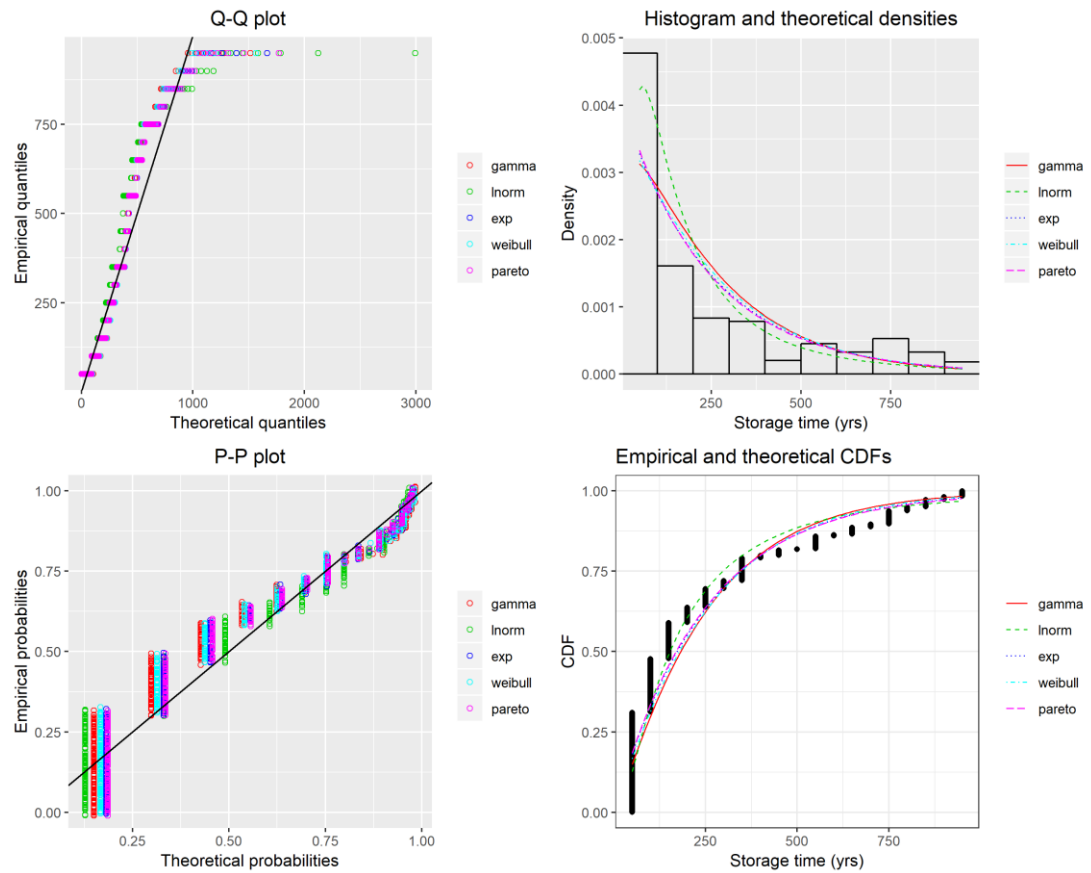 Q-Q plot
Empirical quantiles
750
500
250
0
1000
2000
3000
Theoretical quantiles
gamma
lnorm
exp
weibull
pareto
Histogram and theoretical densities
Density
0.005
0.004
0.003
0.002
0.001
0.000
250
500
750
Storage time (yrs)
gamma
lnorm
exp
weibull
pareto
P-P plot
Empirical probabilities
1.00
0.75
0.50
0.25
0.00
0.25
0.50
0.75
1.00
Theoretical probabilities
gamma
lnorm
exp
weibull
pareto
Empirical and theoretical CDFs
CDF
1.00
0.75
0.50
0.25
0.00
250
500
750
Storage time (yrs)
gamma
lnorm
exp
weibull
pareto